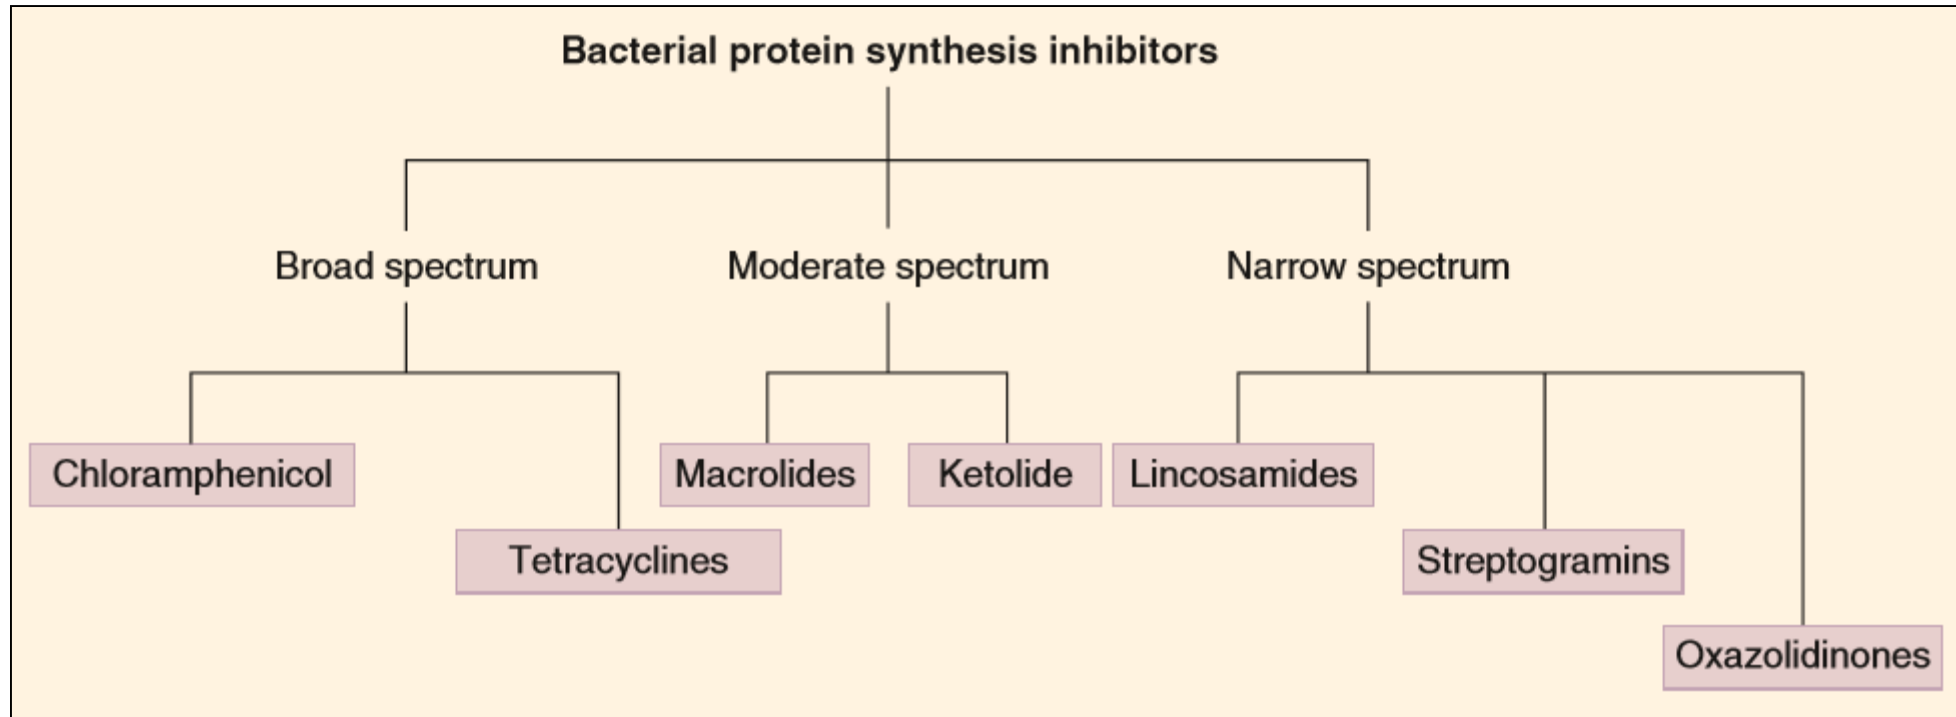 Bacterial protein synthesis inhibitors
Broad spectrum
Moderate spectrum
Narrow spectrum
Chloramphenicol
Macrolides
Ketolide
Lincosamides
Tetracyclines
Streptogramins
Oxazolidinones